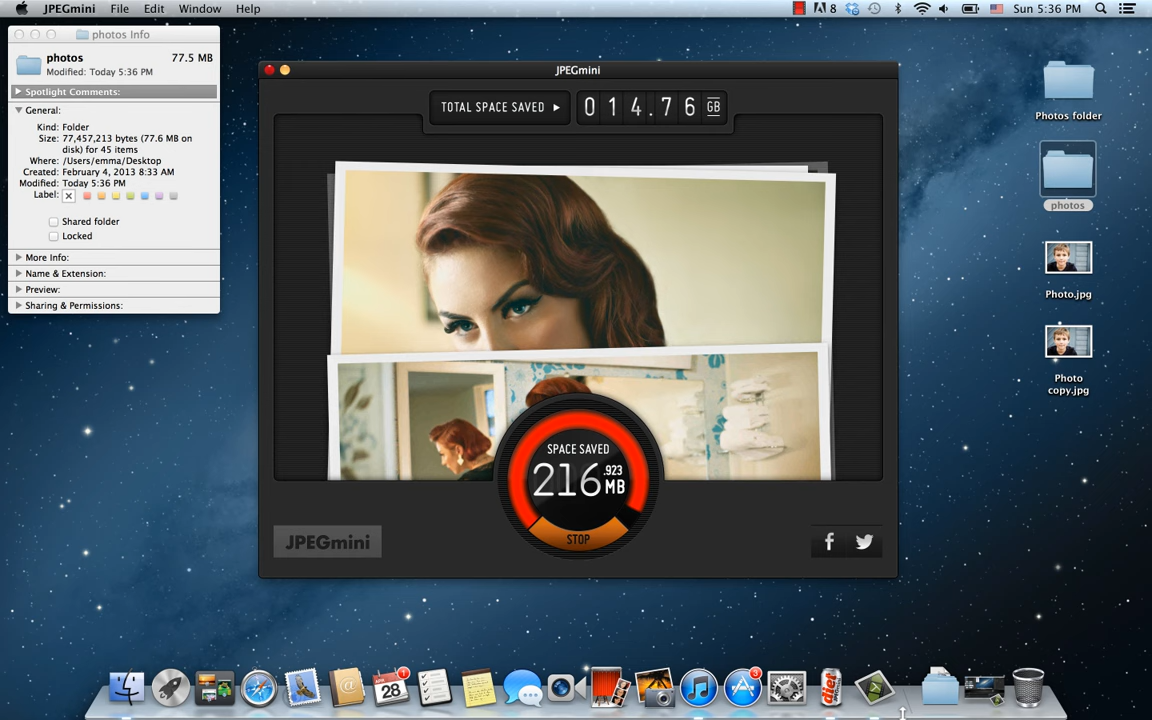 JPEGmini File Edit Window Help
8 Sun 5:36 PM
photos Info
photos 77.5 MB
Modified: Today 5:36 PM
Spotlight Comments:
General:
Kind: Folder
Size: 77,457,213 bytes (77.6 MB on
disk) for 45 items
Where: /Users/emma/Desktop
Created: February 4, 2013 8:33 AM
Modified: Today 5:36 PM
Label:
Shared folder
Locked
More Info:
Name & Extension:
Preview:
Sharing & Permissions:
JPEGmini
TOTAL SPACE SAVED
014.76 GB
SPACE SAVED
216.923 MB
STOP
JPEGmini
Photos folder
photos
Photo.jpg
Photo
copy.jpg
APR 1
28
3
diet